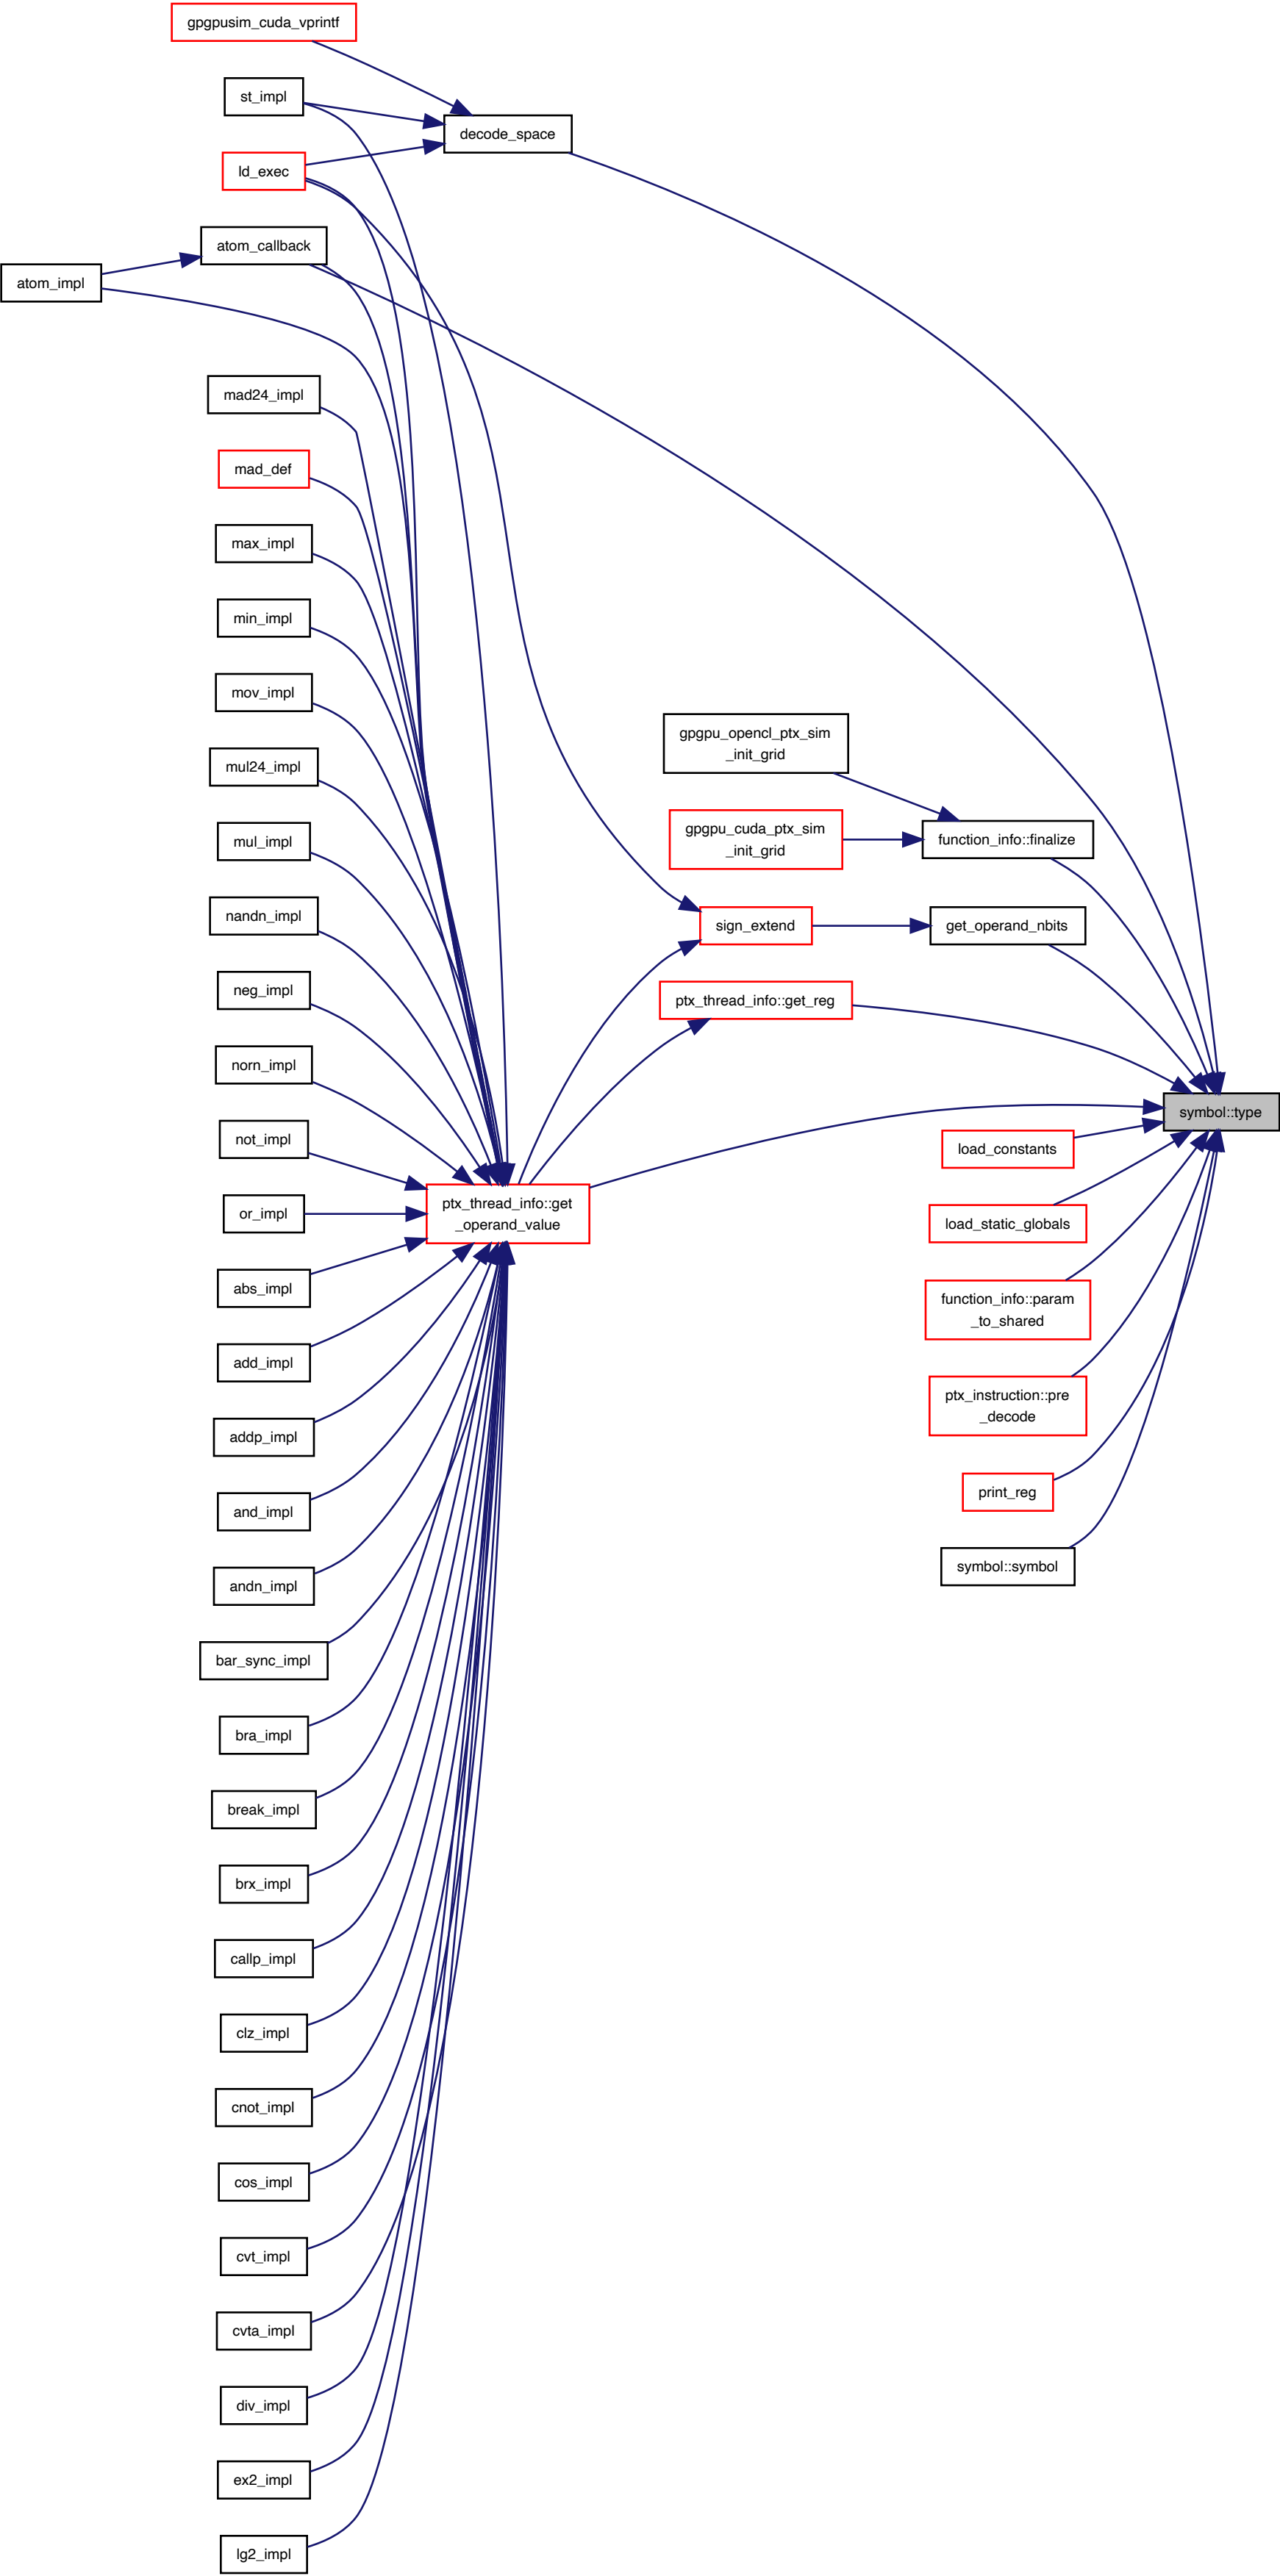 gpgpusim_cuda_vprintf
st_impl
decode_space
ld_exec
atom_callback
atom_impl
mad24_impl
mad_def
max_impl
min_impl
mov_impl
mul24_impl
mul_impl
nandn_impl
neg_impl
norn_impl
not_impl
or_impl
abs_impl
add_impl
addp_impl
and_impl
andn_impl
bar_sync_impl
bra_impl
break_impl
brx_impl
callp_impl
clz_impl
cnot_impl
cos_impl
cvt_impl
cvta_impl
div_impl
ex2_impl
lg2_impl
ptx_thread_info::get
_operand_value
gpgpu_opencl_ptx_sim
_init_grid
gpgpu_cuda_ptx_sim
_init_grid
sign_extend
ptx_thread_info::get_reg
function_info::finalize
get_operand_nbits
load_constants
load_static_globals
function_info::param
_to_shared
ptx_instruction::pre
_decode
print_reg
symbol::symbol
symbol::type